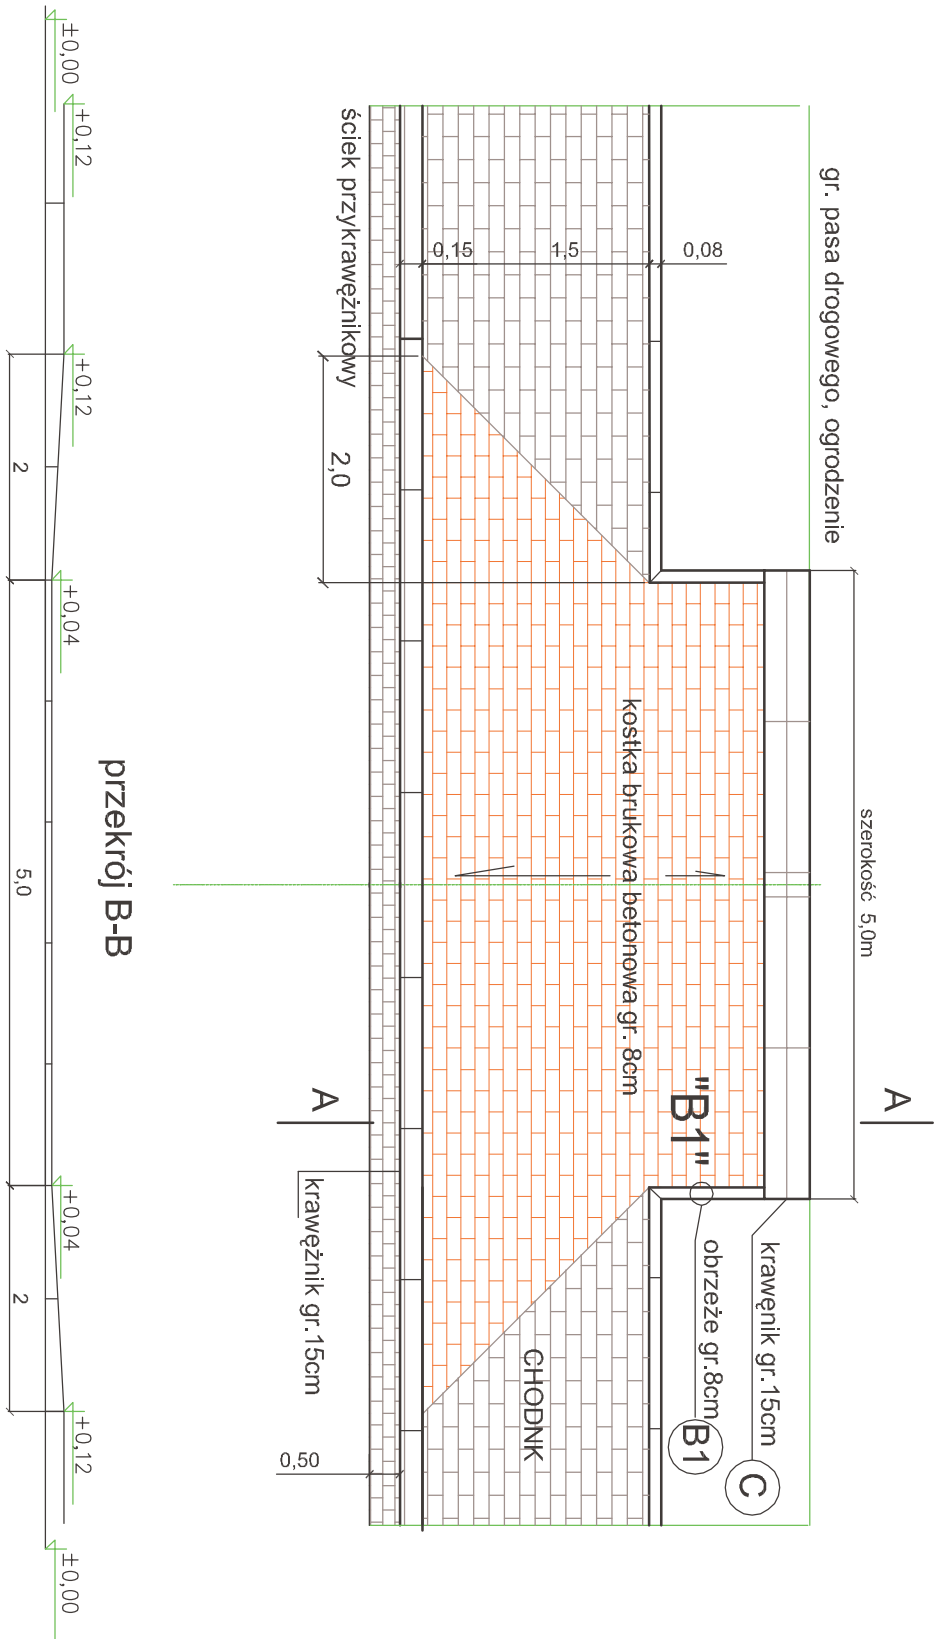 gr. pasa drogowego, ogrodzenie
szerokość 5,0m
A
A
0,15
1,5
0,08
ściek przykrawężnikowy
2,0
kostka brukowa betonowa gr. 8cm
"B1"
krawęnik gr.15cm
C
obrzeże gr.8cm
B1
CHODNK
krawężnik gr.15cm
0,50
przekrój B-B
±0,00
+0,12
+0,12
+0,04
+0,04
+0,12
±0,00
2
5,0
2